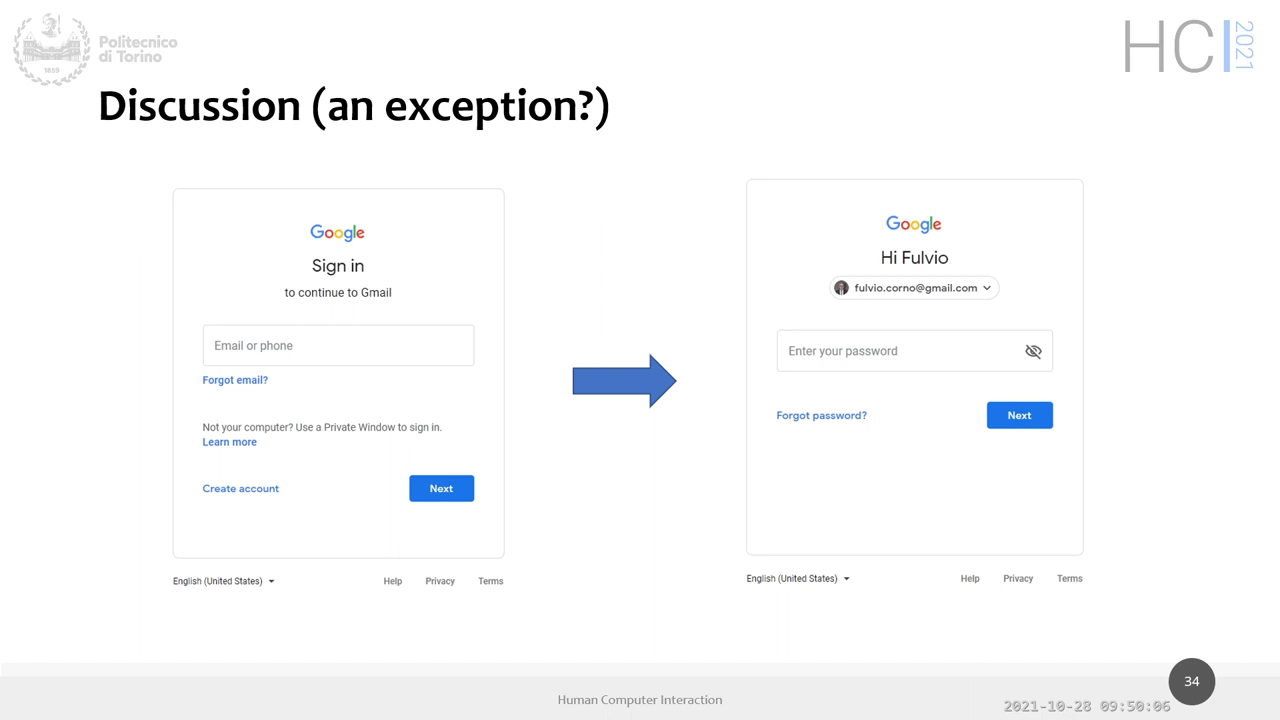 Politecnico
di Torino
1859
HCI
2021
Discussion (an exception?)
Google
Sign in
to continue to Gmail
Email or phone
Forgot email?
Not your computer? Use a Private Window to sign in.
Learn more
Create account
Next
English (United States)
Help
Privacy
Terms
Google
Hi Fulvio
fulvio.corno@gmail.com
Enter your password
Forgot password?
Next
English (United States)
Help
Privacy
Terms
Human Computer Interaction
34
2021-10-28 09:50:06